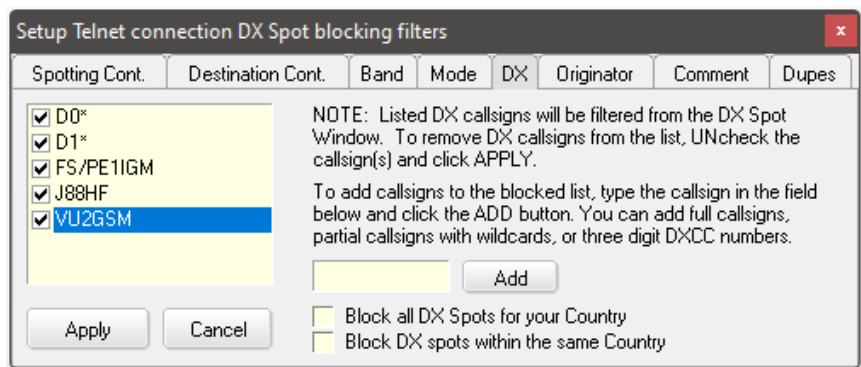 Setup Telnet connection DX Spot blocking filters
x
Spotting Cont. Destination Cont. Band Mode DX Originator Comment Dupes
D0*
D1*
FS/PE1IGM
J88HF
VU2GSM
NOTE: Listed DX callsigns will be filtered from the DX Spot
Window. To remove DX callsigns from the list, UNcheck the
callsign(s) and click APPLY.
To add callsigns to the blocked list, type the callsign in the field
below and click the ADD button. You can add full callsigns,
partial callsigns with wildcards, or three digit DXCC numbers.
Add
Block all DX Spots for your Country
Block DX spots within the same Country
Apply Cancel